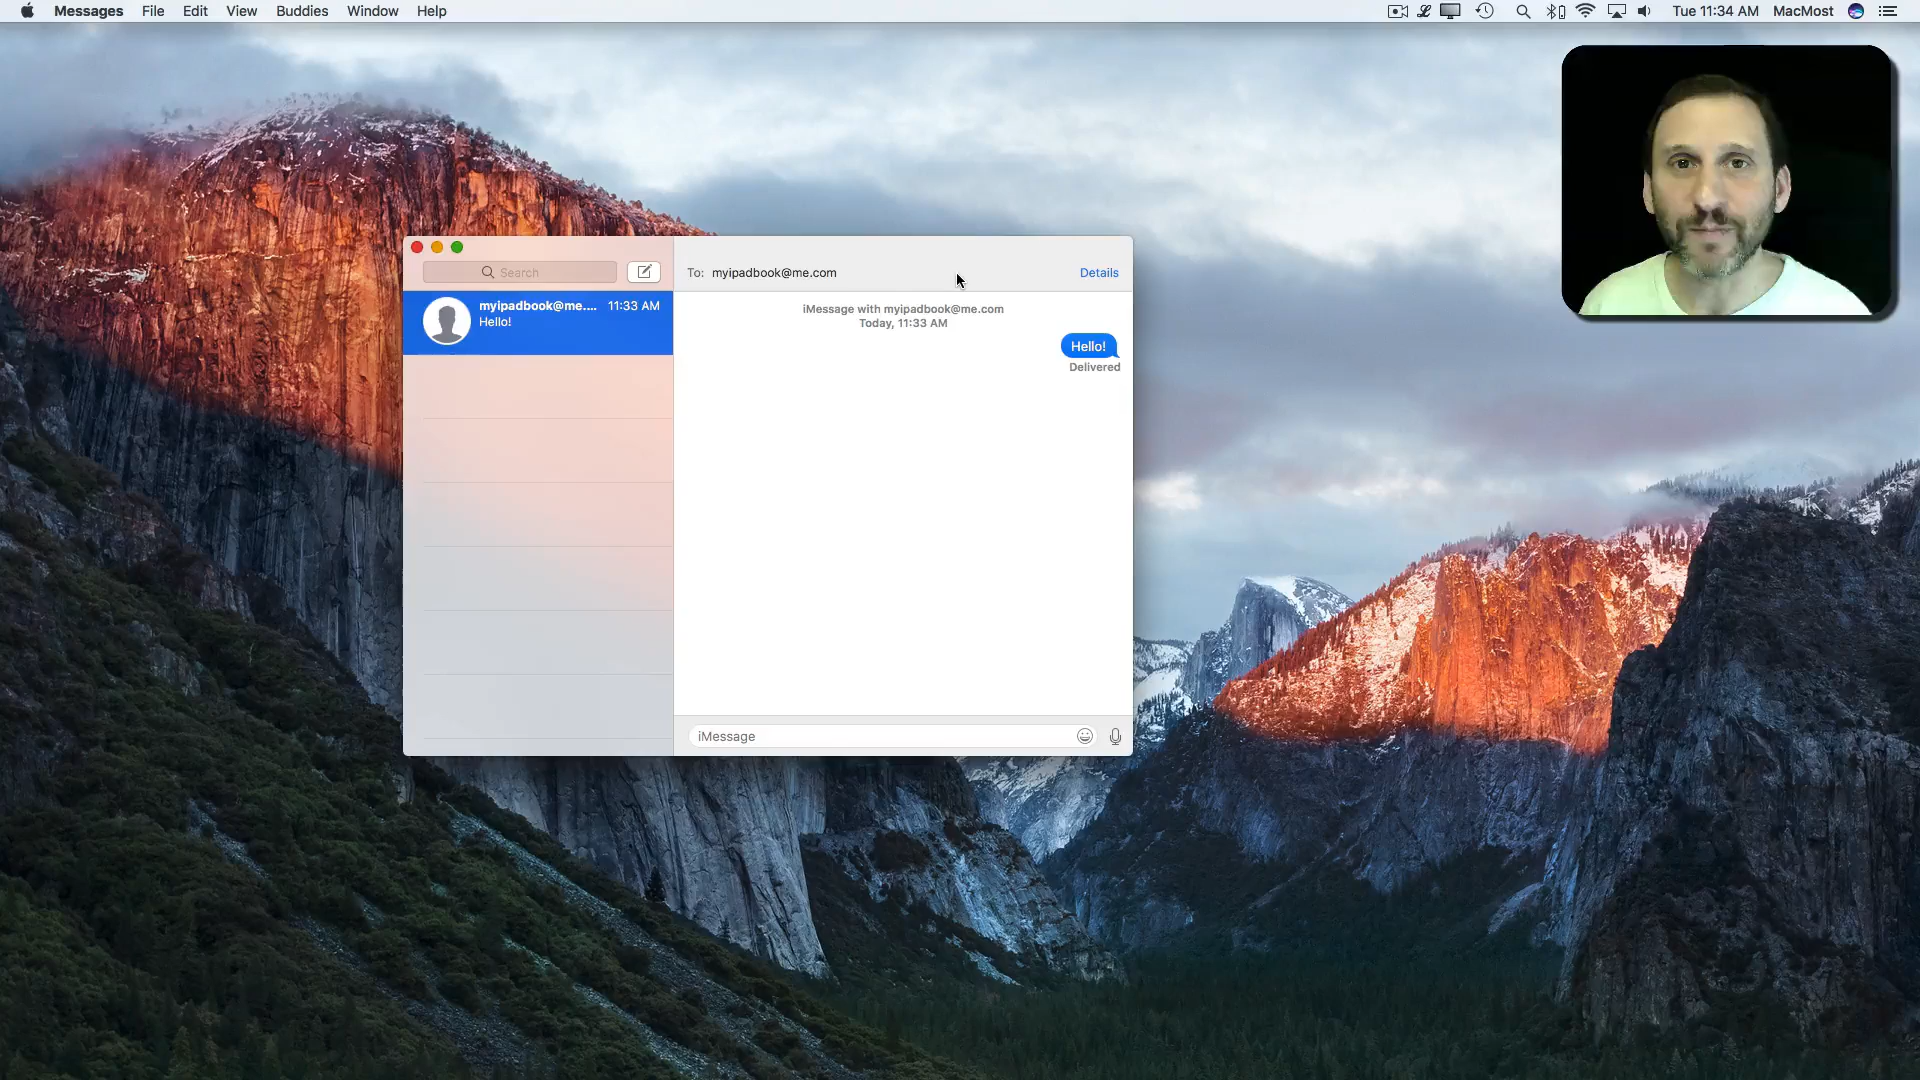 Messages File Edit View Buddies Window Help
Tue 11:34 AM MacMost
Search
To: myipadbook@me.com
Details
myipadbook@me.... 11:33 AM
Hello!
iMessage with myipadbook@me.com
Today, 11:33 AM
Hello!
Delivered
iMessage